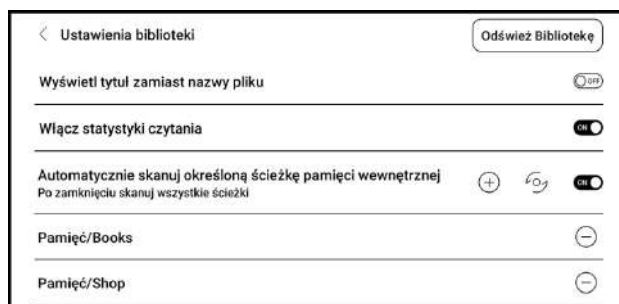 Ustawienia biblioteki
Odśwież Bibliotekę
Wyświetl tytuł zamiast nazwy pliku
OFF
Włącz statystyki czytania
ON
Automatycznie skanuj określoną ścieżkę pamięci wewnętrznej
ON
Po zamknięciu skanuj wszystkie ścieżki
Pamięć/Books
Pamięć/Shop